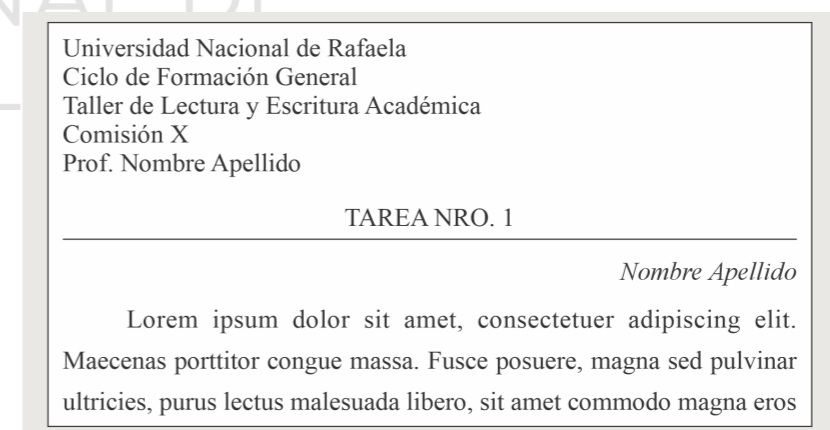 Universidad Nacional de Rafaela
Ciclo de Formación General
Taller de Lectura y Escritura Académica
Comisión X
Prof. Nombre Apellido
TAREA NRO. 1
Nombre Apellido
Lorem ipsum dolor sit amet, consectetuer adipiscing elit.
Maecenas porttitor congue massa. Fusce posuere, magna sed pulvinar
ultricies, purus lectus malesuada libero, sit amet commodo magna eros